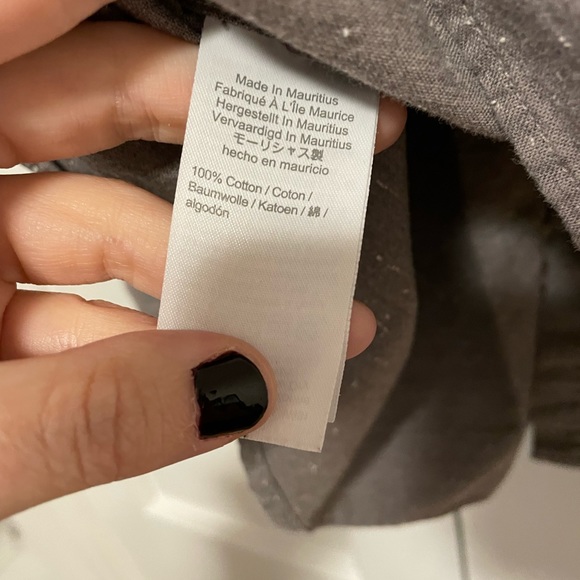 Made In Mauritius
Fabriqué À L'Île Maurice
Hergestellt In Mauritius
Vervaardigd In Mauritius
モーリシャス製
hecho en mauricio
100% Cotton / Coton /
Baumwolle / Katoen / 綿 /
algodón